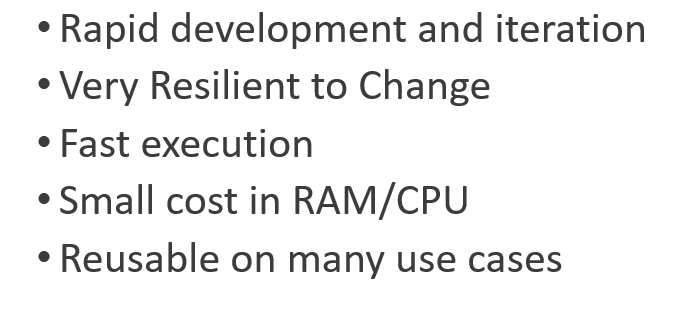 • Rapid development and iteration
• Very Resilient to Change
• Fast execution
• Small cost in RAM/CPU
• Reusable on many use cases